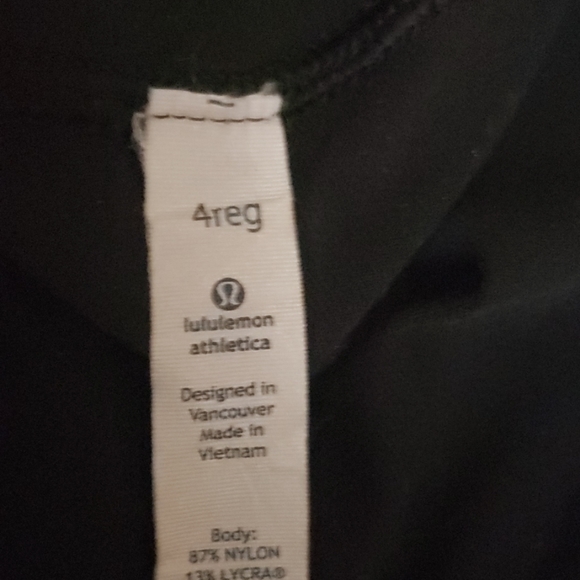 4reg
lululemon
athletica
Designed in
Vancouver
Made in
Vietnam
Body:
87% NYLON
13% LYCRA®